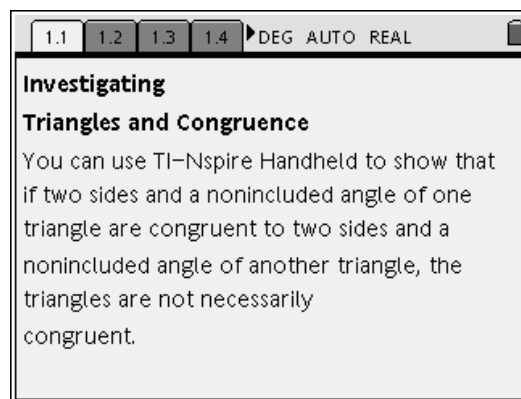 1.1 1.2 1.3 1.4 DEG AUTO REAL
Investigating
Triangles and Congruence
You can use TI–Nspire Handheld to show that
if two sides and a nonincluded angle of one
triangle are congruent to two sides and a
nonincluded angle of another triangle, the
triangles are not necessarily
congruent.